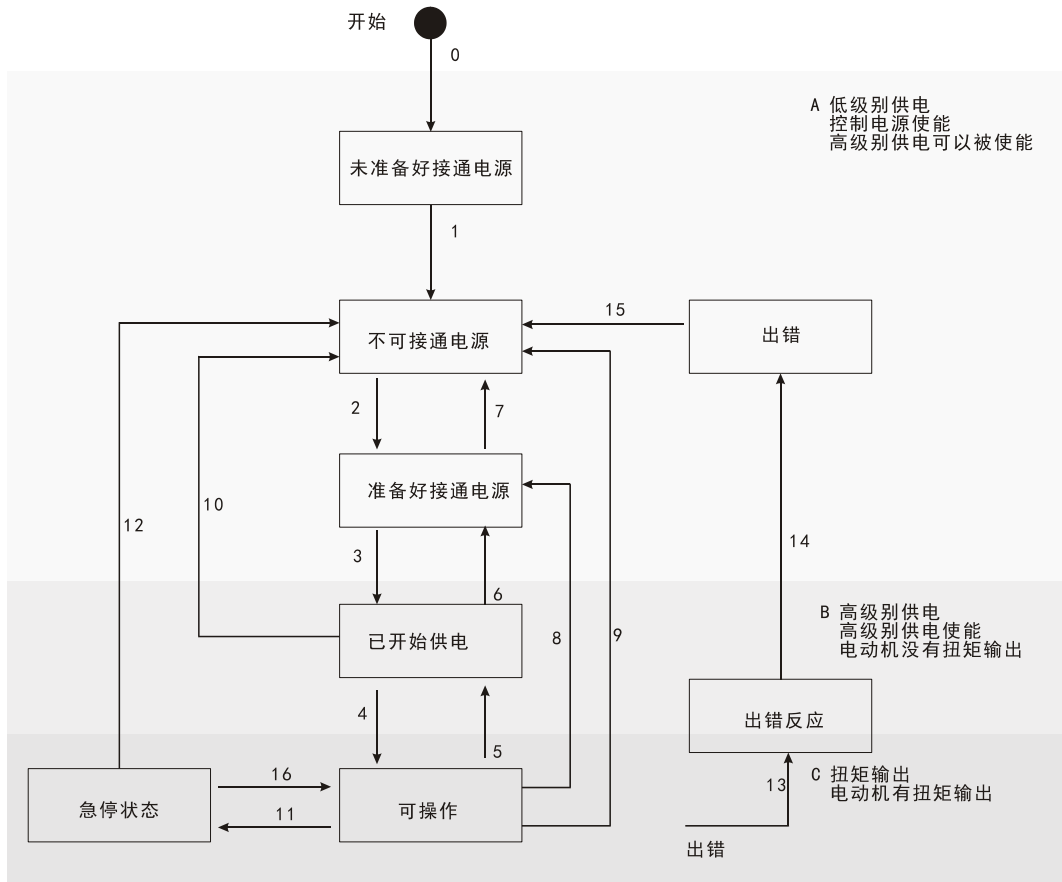 开始
0
A 低级别供电
控制电源使能
高级别供电可以被使能
未准备好接通电源
1
15
不可接通电源
出错
2
7
10
准备好接通电源
12
14
3
6
B 高级别供电
高级别供电使能
电动机没有扭矩输出
已开始供电
8
9
4
出错反应
5
16
C 扭矩输出
电动机有扭矩输出
13
急停状态
11
可操作
出错